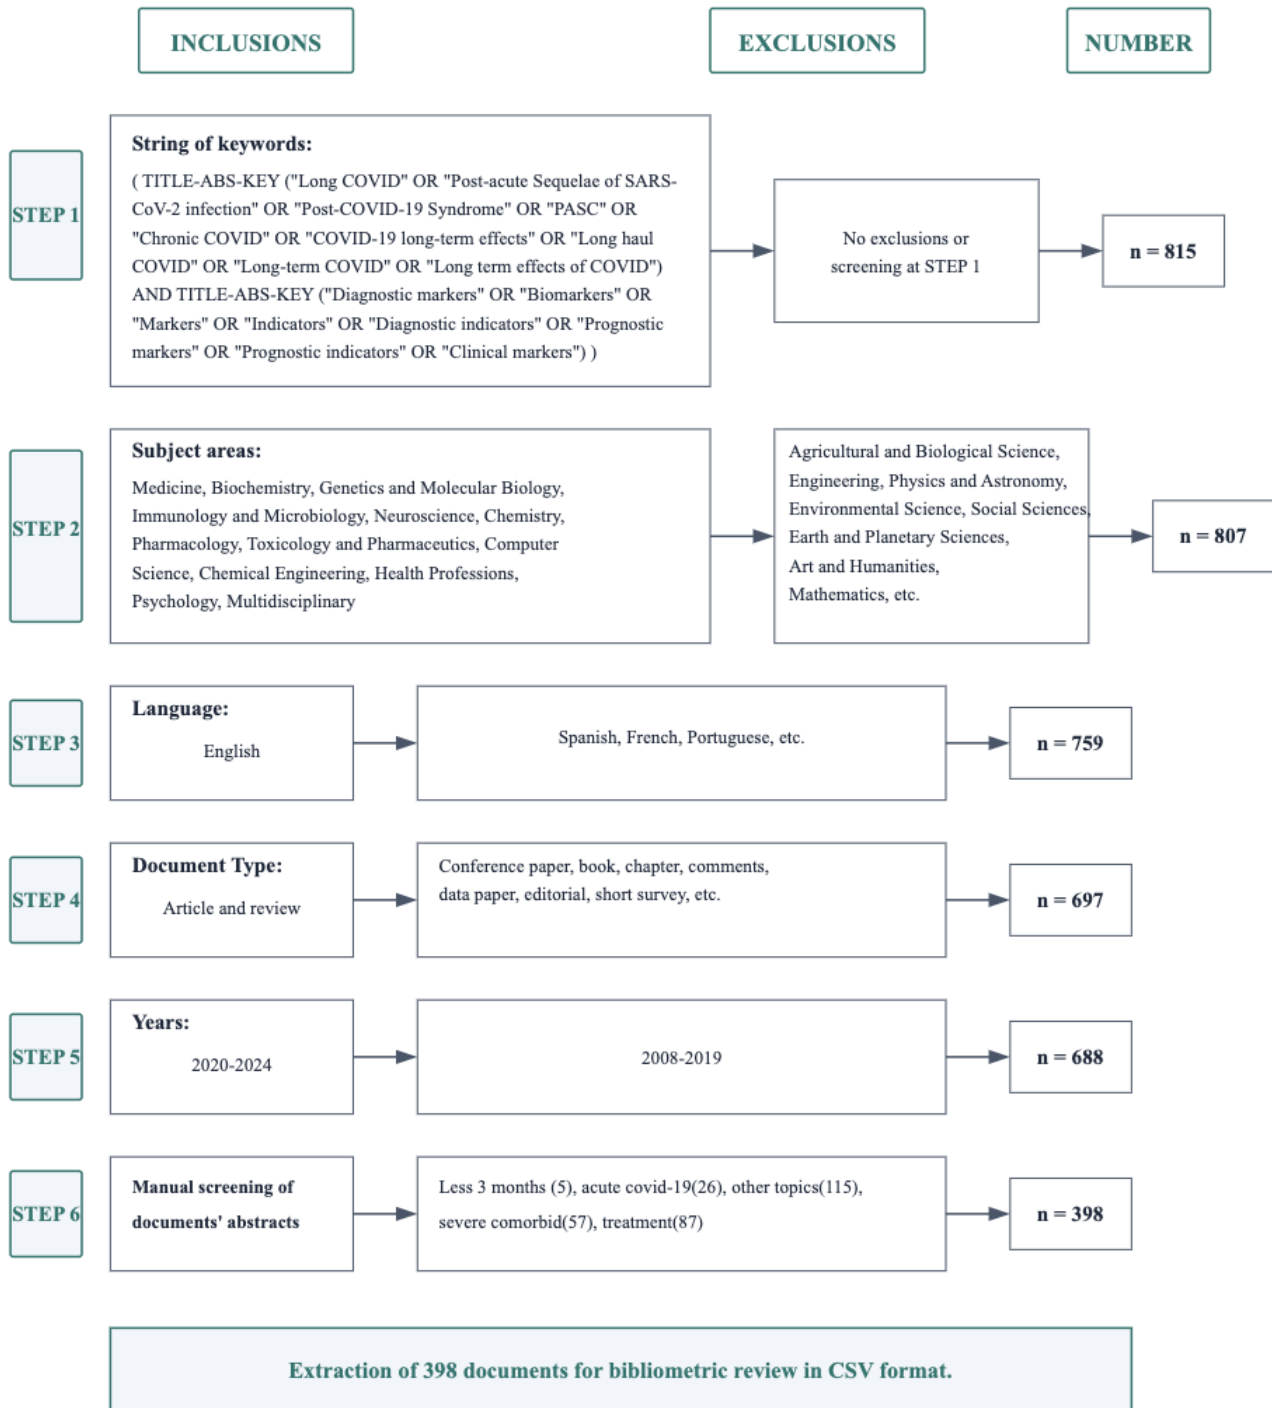 INCLUSIONS
EXCLUSIONS
NUMBER
STEP 1
String of keywords:
( TITLE-ABS-KEY ("Long COVID" OR "Post-acute Sequelae of SARS-
CoV-2 infection" OR "Post-COVID-19 Syndrome" OR "PASC" OR
"Chronic COVID" OR "COVID-19 long-term effects" OR "Long haul
COVID" OR "Long-term COVID" OR "Long term effects of COVID")
AND TITLE-ABS-KEY ("Diagnostic markers" OR "Biomarkers" OR
"Markers" OR "Indicators" OR "Diagnostic indicators" OR "Prognostic
markers" OR "Prognostic indicators" OR "Clinical markers") )
No exclusions or
screening at STEP 1
n = 815
STEP 2
Subject areas:
Medicine, Biochemistry, Genetics and Molecular Biology,
Immunology and Microbiology, Neuroscience, Chemistry,
Pharmacology, Toxicology and Pharmaceutics, Computer
Science, Chemical Engineering, Health Professions,
Psychology, Multidisciplinary
Agricultural and Biological Science,
Engineering, Physics and Astronomy,
Environmental Science, Social Sciences,
Earth and Planetary Sciences,
Art and Humanities,
Mathematics, etc.
n = 807
STEP 3
Language:
English
Spanish, French, Portuguese, etc.
n = 759
STEP 4
Document Type:
Article and review
Conference paper, book, chapter, comments,
data paper, editorial, short survey, etc.
n = 697
STEP 5
Years:
2020-2024
2008-2019
n = 688
STEP 6
Manual screening of
documents' abstracts
Less 3 months (5), acute covid-19(26), other topics(115),
severe comorbid(57), treatment(87)
n = 398
Extraction of 398 documents for bibliometric review in CSV format.